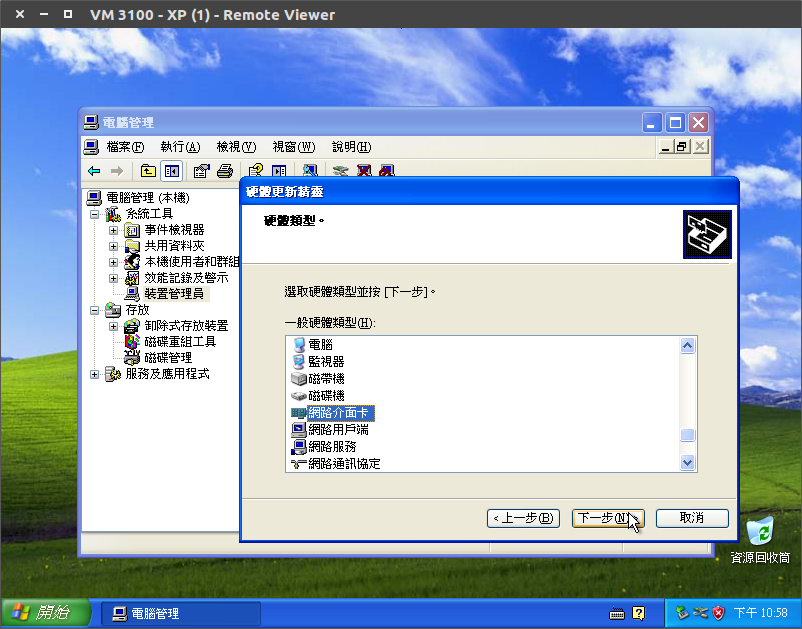 VM 3100 - XP (1) - Remote Viewer
電腦管理
檔案(F) 執行(A) 檢視(V) 視窗(W) 說明(H)
電腦管理 (本機)
系統工具
事件檢視器
共用資料夾
本機使用者和群組
效能記錄及警示
裝置管理員
存放
卸除式存放裝置
磁碟重組工具
磁碟管理
服務及應用程式
硬體更新精靈
硬體類型。
選取硬體類型並按 [下一步]。
一般硬體類型(H):
電腦
監視器
磁帶機
磁碟機
網路介面卡
網路用戶端
網路服務
網路通訊協定
< 上一步(B) 下一步(N) > 取消
資源回收筒
開始 電腦管理 下午 10:58